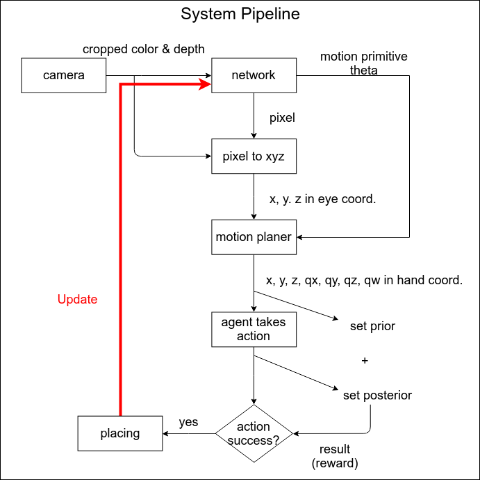 System Pipeline
cropped color & depth
motion primitive
theta
camera
network
pixel
pixel to xyz
x, y. z in eye coord.
motion planer
x, y, z, qx, qy, qz, qw in hand coord.
Update
agent takes
action
set prior
+
set posterior
yes
action
success?
placing
result
(reward)